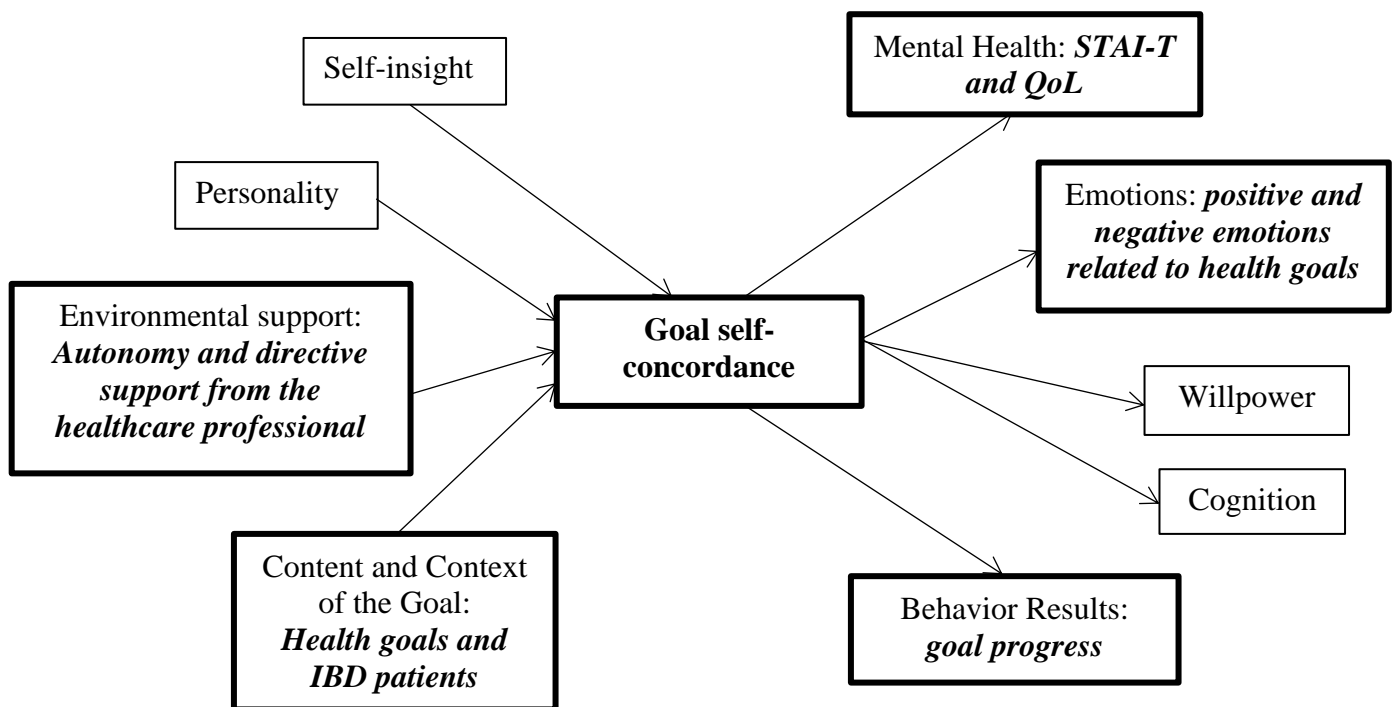 Self-insight
Personality
Environmental support:
Autonomy and directive
support from the
healthcare professional
Content and Context
of the Goal:
Health goals and
IBD patients
Goal self-
concordance
Mental Health: STAI-T
and QoL
Emotions: positive and
negative emotions
related to health goals
Willpower
Cognition
Behavior Results:
goal progress